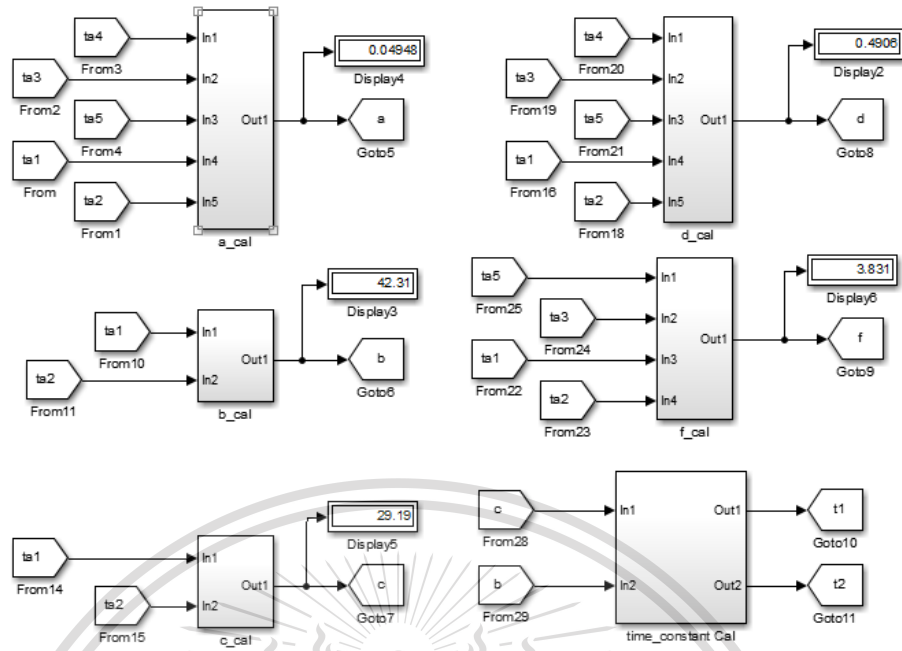 ta4
From3
ta3
From2
ta5
From4
ta1
From
ta2
From1
In1
In2
In3
In4
In5
Out1
a_cal
0.04948
Display4
a
Goto5
ta4
From20
ta3
From19
ta5
From21
ta1
From16
ta2
From18
In1
In2
In3
In4
In5
Out1
d_cal
0.4906
Display2
d
Goto8
ta1
From10
ta2
From11
In1
In2
Out1
b_cal
42.31
Display3
b
Goto6
ta5
From25
ta3
From24
ta1
From22
ta2
From23
In1
In2
In3
In4
Out1
f_cal
3.831
Display6
f
Goto9
ta1
From14
ta2
From15
In1
In2
Out1
c_cal
29.19
Display5
c
Goto7
c
From28
b
From29
In1
In2
Out1
Out2
time_constant Cal
t1
Goto10
t2
Goto11